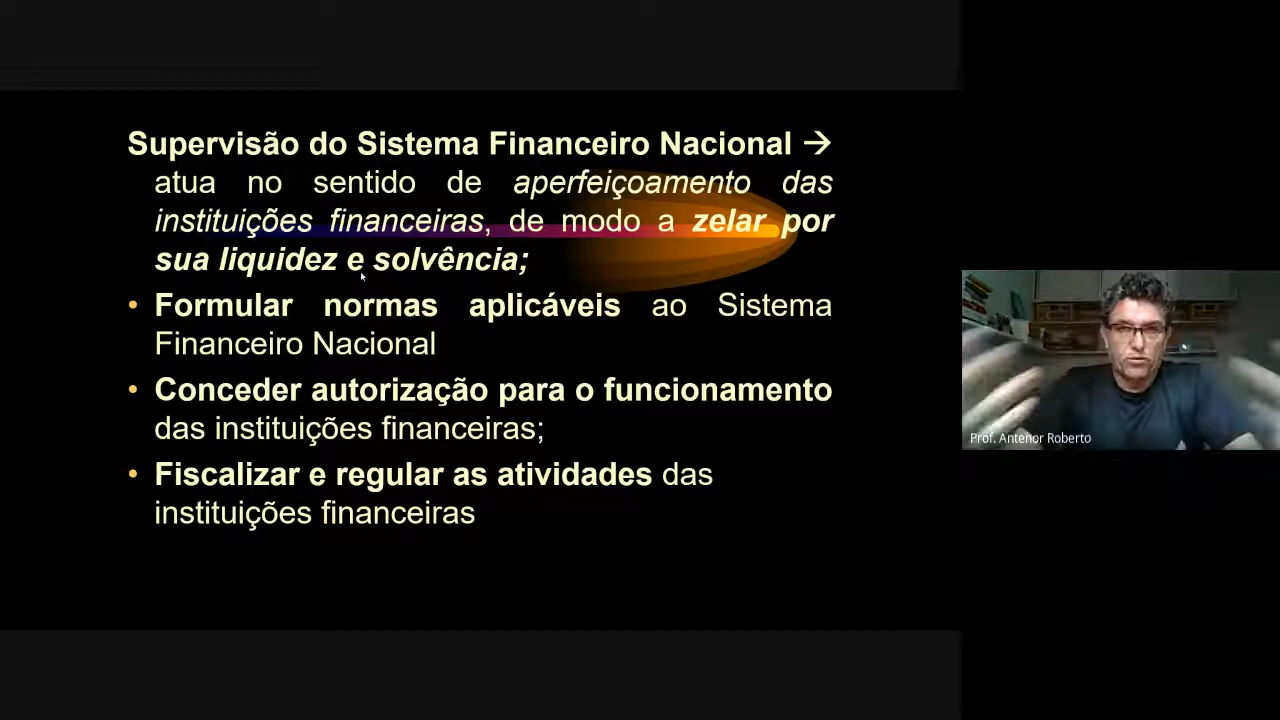 Supervisão do Sistema Financeiro Nacional →
atua no sentido de aperfeiçoamento das
instituições financeiras, de modo a zelar por
sua liquidez e solvência;
• Formular normas aplicáveis ao Sistema
Financeiro Nacional
• Conceder autorização para o funcionamento
das instituições financeiras;
• Fiscalizar e regular as atividades das
instituições financeiras
Prof. Antenor Roberto